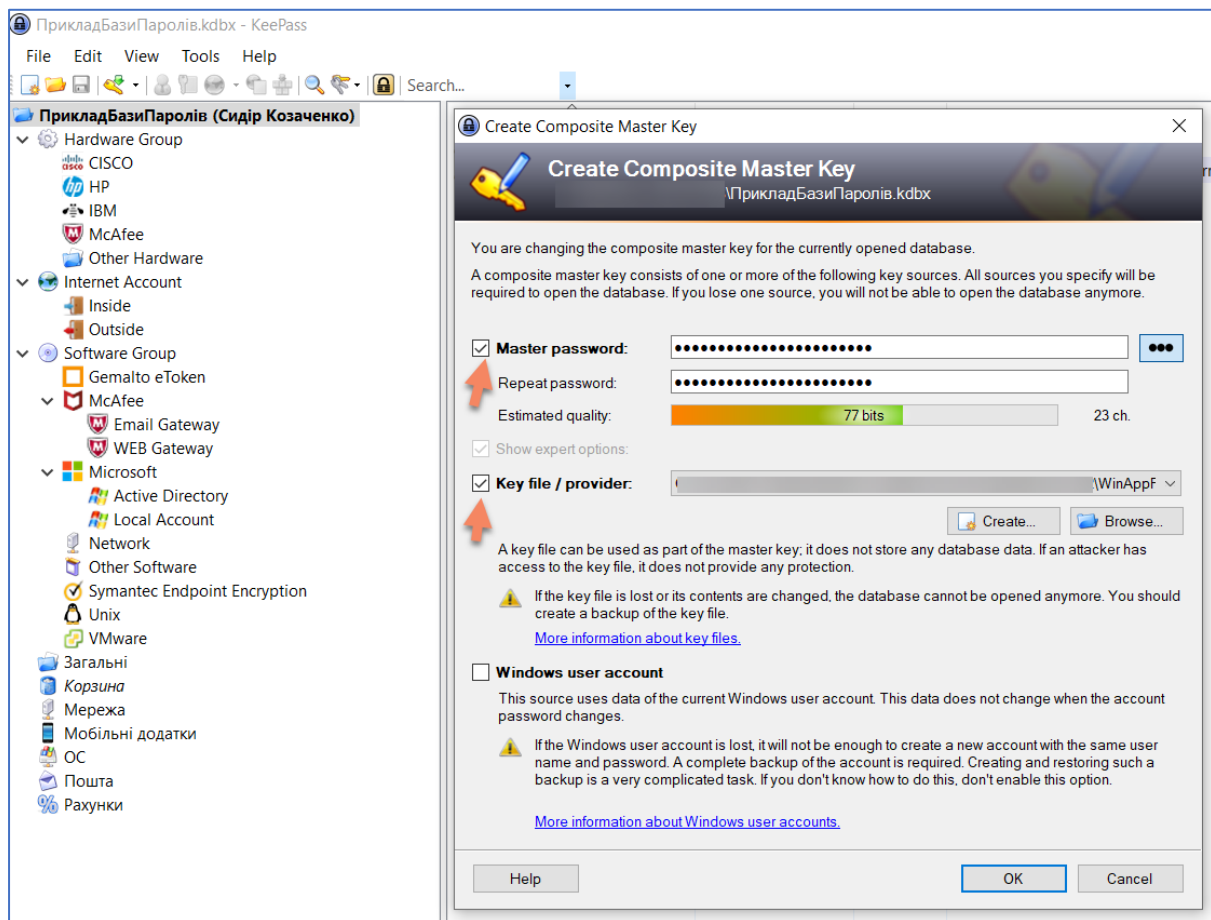 ПрикладБазиПаролів.kdbx - KeePass
File Edit View Tools Help
Search...
ПрикладБазиПаролів (Сидір Козаченко)
Hardware Group
CISCO
HP
IBM
McAfee
Other Hardware
Internet Account
Inside
Outside
Software Group
Gemalto eToken
McAfee
Email Gateway
WEB Gateway
Microsoft
Active Directory
Local Account
Network
Other Software
Symantec Endpoint Encryption
Unix
VMware
Загальні
Корзина
Мережа
Мобільні додатки
ОС
Пошта
Рахунки
Create Composite Master Key
Create Composite Master Key
\ПрикладБазиПаролів.kdbx
You are changing the composite master key for the currently opened database.
A composite master key consists of one or more of the following key sources. All sources you specify will be
required to open the database. If you lose one source, you will not be able to open the database anymore.
Master password:
Repeat password:
Estimated quality: 77 bits 23 ch.
Show expert options:
Key file / provider: \WinAppF
Create... Browse...
A key file can be used as part of the master key; it does not store any database data. If an attacker has
access to the key file, it does not provide any protection.
If the key file is lost or its contents are changed, the database cannot be opened anymore. You should
create a backup of the key file.
More information about key files.
Windows user account
This source uses data of the current Windows user account. This data does not change when the account
password changes.
If the Windows user account is lost, it will not be enough to create a new account with the same user
name and password. A complete backup of the account is required. Creating and restoring such a
backup is a very complicated task. If you don't know how to do this, don't enable this option.
More information about Windows user accounts.
Help OK Cancel